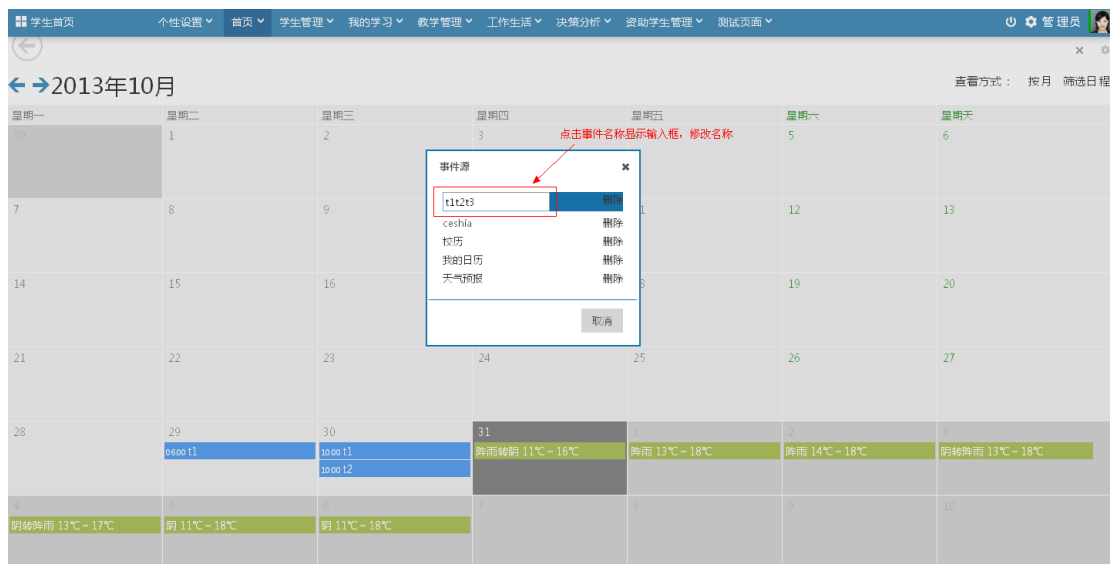 学生首页 个性设置 首页 学生管理 我的学习 教学管理 工作生活 决策分析 资助学生管理 测试页面 管理员
2013年10月 查看方式： 按月 筛选日程
星期一 星期二 星期三 星期四 星期五 星期六 星期天
30 1 2 3 点击事件名称显示输入框，修改名称 5 6
事件源
t1t2t3 删除
7 8 9 1 12 13
ceshia 删除
校历 删除
我的日历 删除
天气预报 删除
14 15 16 8 19 20
取消
21 22 23 24 25 26 27
28 29 30 31 1 2 3
06:00 t1 10:00 t1 阵雨转阴 11℃~16℃ 阵雨 13℃~18℃ 阵雨 14℃~18℃ 阴转阵雨 13℃~18℃
10:00 t2
4 5 6 7 8 9 10
阴转阵雨 13℃~17℃ 阴 11℃~18℃ 阴 11℃~18℃